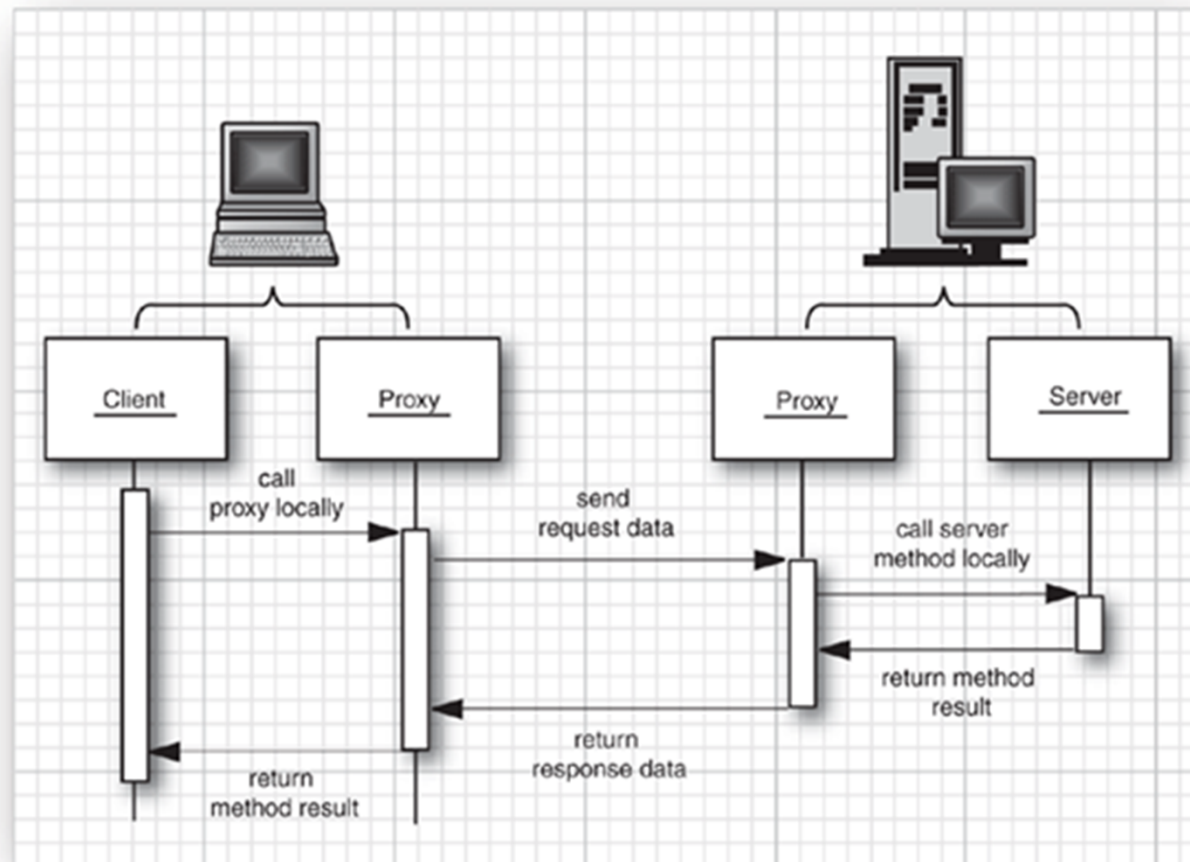 Client
Proxy
Proxy
Server
call
proxy locally
send
request data
call server
method locally
return method
result
return
response data
return
method result